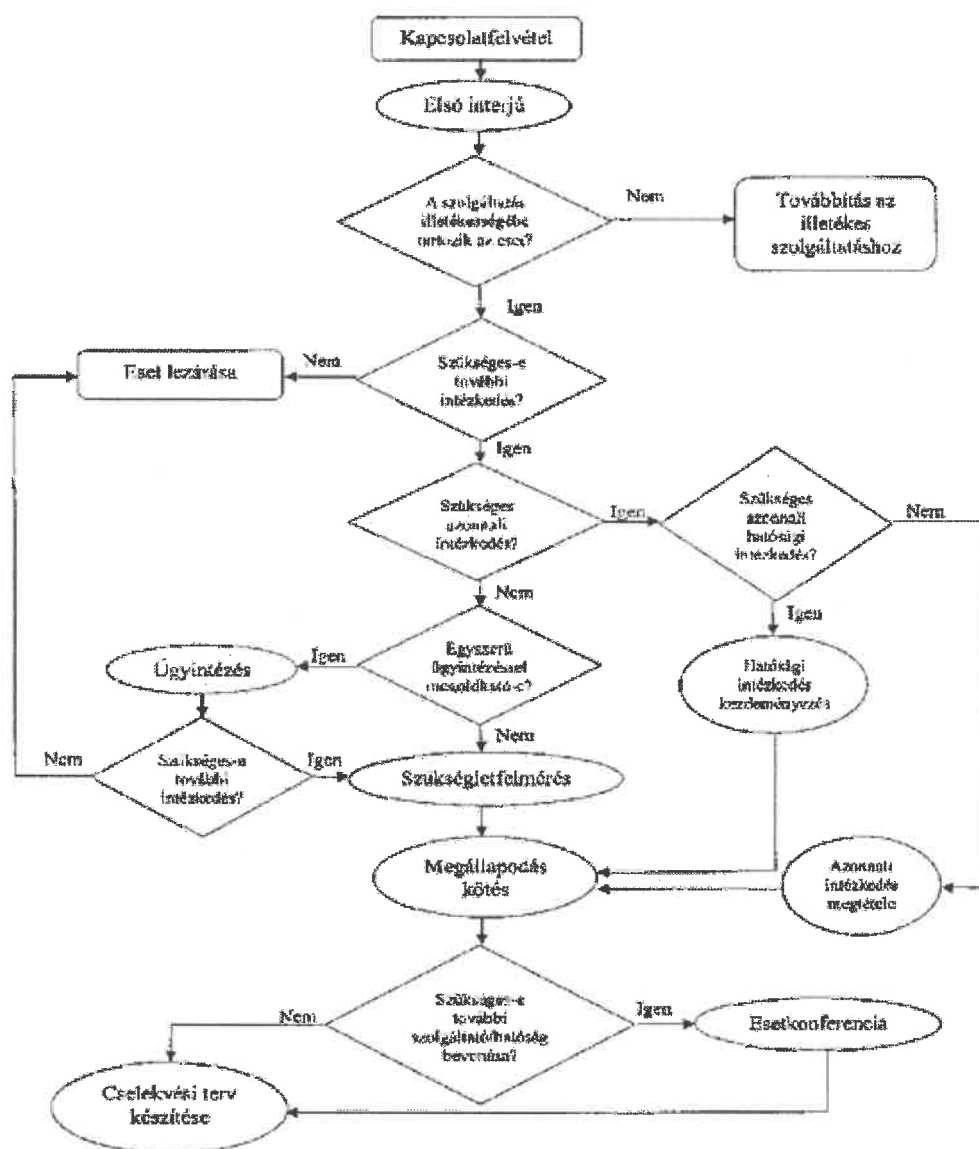 Kapcsolatfelvétel
Első interjú
A szolgáltatás
illetékességébe
tartozik az eset?
Nem
Továbbítás az
illetékes
szolgáltatáshoz
Igen
Szükséges-e
további
intézkedés?
Nem
Eset lezárása
Igen
Szükséges
azonnali
intézkedés?
Igen
Szükséges
azonnali
hatósági
intézkedés?
Nem
Nem
Igen
Egyszerű
ügyintézéssel
megoldható-e?
Igen
Ügyintézés
Hatósági
intézkedés
kezdeményezés
Nem
Nem
Szükséges-e
további
intézkedés?
Igen
Szükségletfelmérés
Megállapodás
kötés
Azonnali
intézkedés
megtétele
Szükséges-e
további
szolgáltató/hatóság
bevonása?
Nem
Igen
Esetkonferencia
Cselekvési terv
készítése